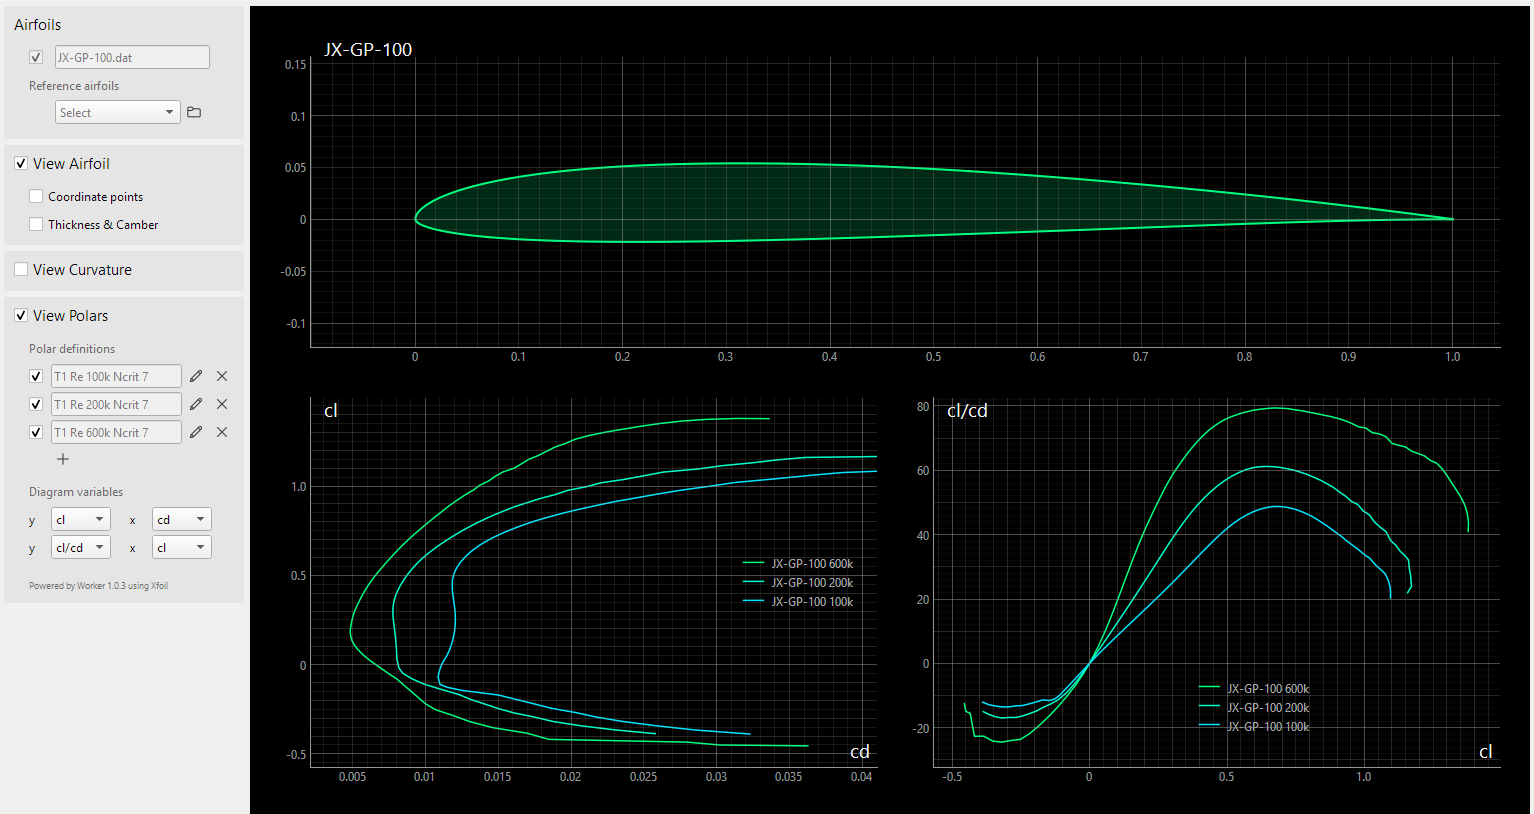 Airfoils
JX-GP-100.dat
Reference airfoils
Select
View Airfoil
Coordinate points
Thickness & Camber
View Curvature
View Polars
Polar definitions
T1 Re 100k Ncrit 7
T1 Re 200k Ncrit 7
T1 Re 600k Ncrit 7
Diagram variables
y cl x cd
y cl/cd x cl
Powered by Worker 1.0.3 using Xfoil
JX-GP-100
0.15
0.1
0.05
0
-0.05
-0.1
0 0.1 0.2 0.3 0.4 0.5 0.6 0.7 0.8 0.9 1.0
cl
1.0
0.5
0
-0.5
JX-GP-100 600k
JX-GP-100 200k
JX-GP-100 100k
cd
0.005 0.01 0.015 0.02 0.025 0.03 0.035 0.04
cl/cd
80
60
40
20
0
-20
JX-GP-100 600k
JX-GP-100 200k
JX-GP-100 100k
cl
-0.5 0 0.5 1.0